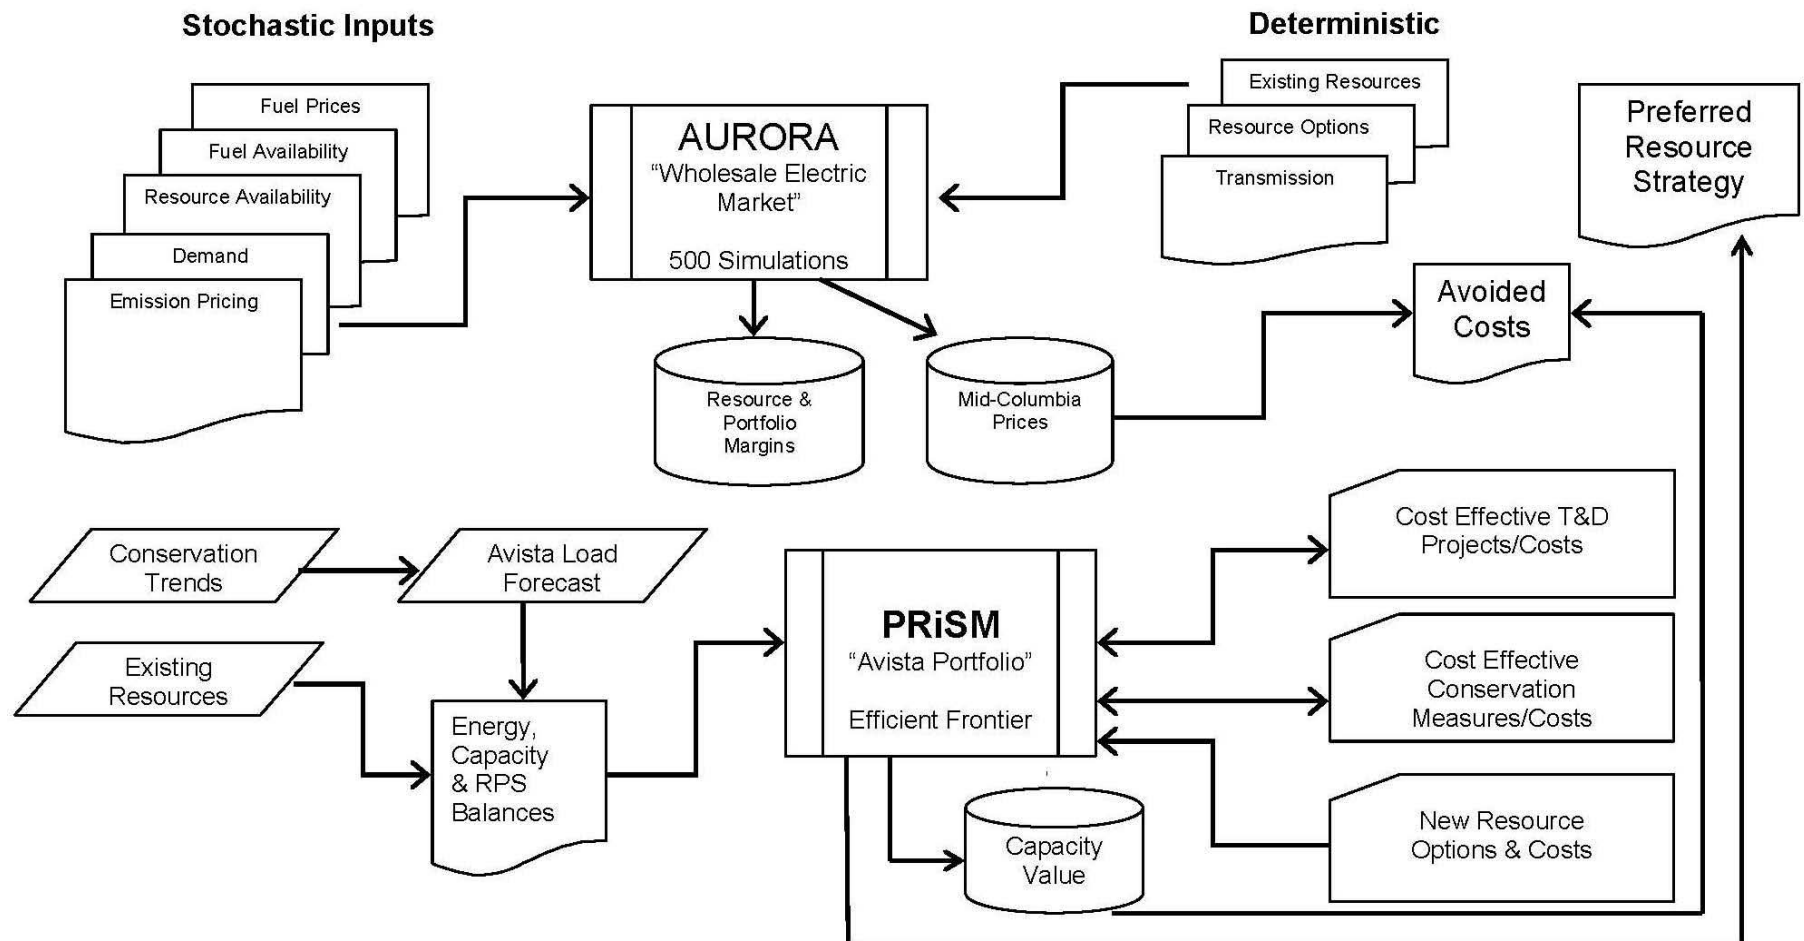 Stochastic Inputs
Deterministic
Fuel Prices
Fuel Availability
Resource Availability
Demand
Emission Pricing
AURORA
“Wholesale Electric
Market”
500 Simulations
Existing Resources
Resource Options
Transmission
Preferred
Resource
Strategy
Avoided
Costs
Resource &
Portfolio
Margins
Mid-Columbia
Prices
Conservation
Trends
Avista Load
Forecast
Existing
Resources
Energy,
Capacity
& RPS
Balances
PRiSM
“Avista Portfolio”
Efficient Frontier
Capacity
Value
Cost Effective T&D
Projects/Costs
Cost Effective
Conservation
Measures/Costs
New Resource
Options & Costs